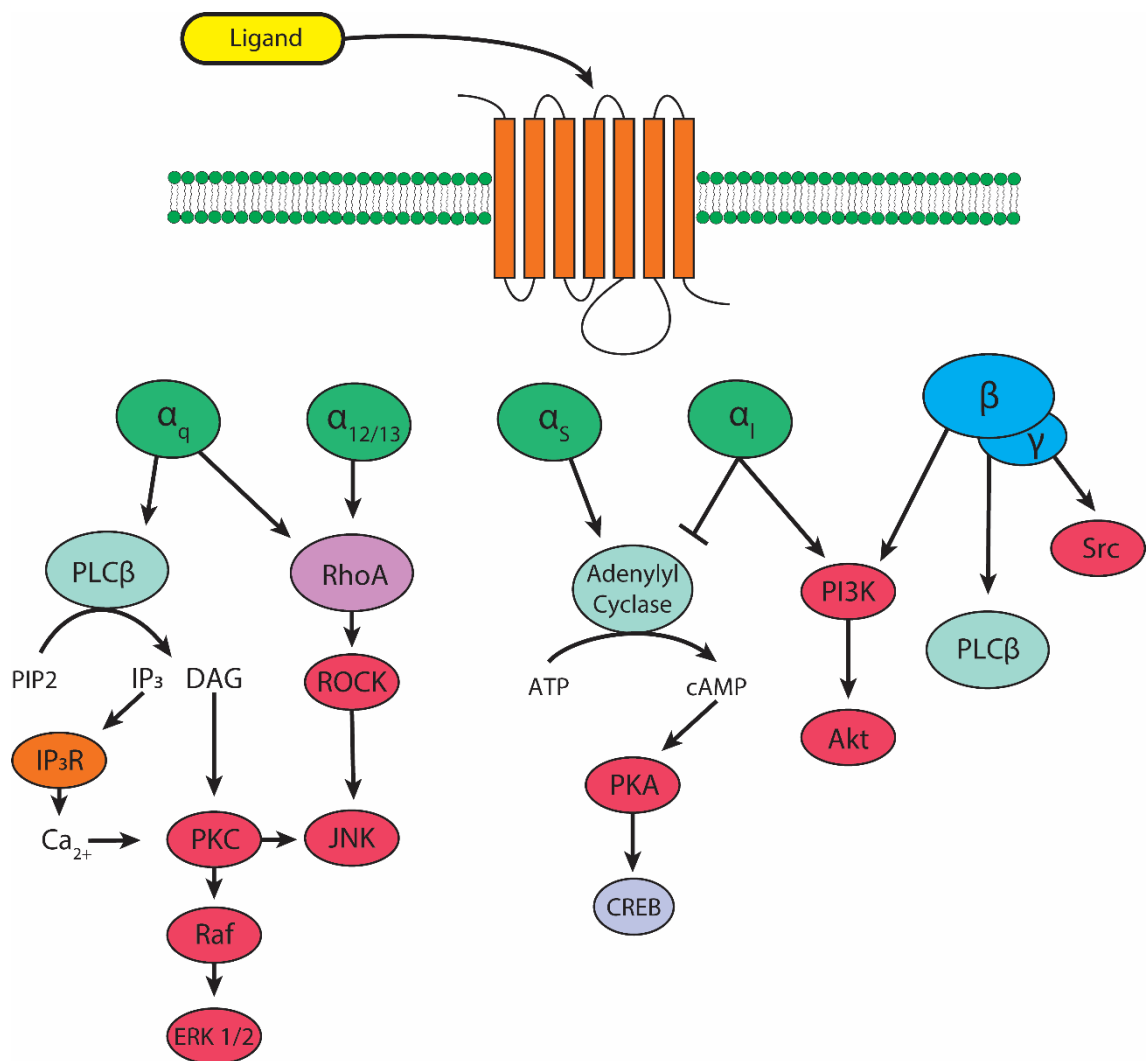 Ligand
αq
α12/13
αS
αI
β
γ
PLCβ
RhoA
Adenylyl
Cyclase
PI3K
Src
PLCβ
PIP2
IP₃
DAG
ROCK
ATP
cAMP
Akt
IP₃R
PKA
Ca2+
PKC
JNK
CREB
Raf
ERK 1/2